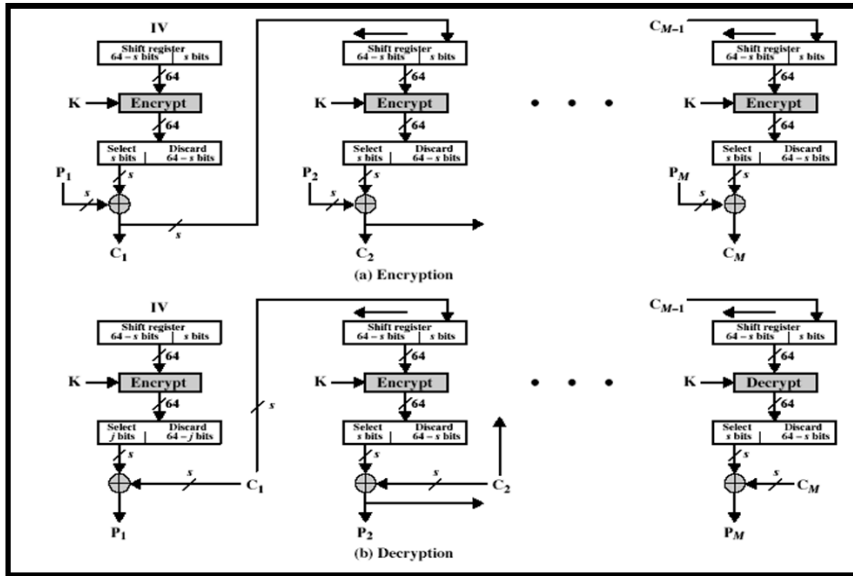 IV C_{M-1}
Shift register Shift register Shift register
64 – s bits | s bits 64 – s bits | s bits 64 – s bits | s bits
64 64 64
K Encrypt K Encrypt • • • K Encrypt
64 64 64
Select Discard Select Discard Select Discard
s bits 64 – s bits s bits 64 – s bits s bits 64 – s bits
P1 s P2 s PM s
s s s
s
C1 C2 CM
(a) Encryption
IV C_{M-1}
Shift register Shift register Shift register
64 – s bits | s bits 64 – s bits | s bits 64 – s bits | s bits
64 64 64
K Encrypt K Encrypt • • • K Decrypt
64 s 64 64
Select Discard Select Discard Select Discard
j bits 64 – j bits s bits 64 – s bits s bits 64 – s bits
s s s
s C1 s C2 s CM
P1 P2 PM
(b) Decryption